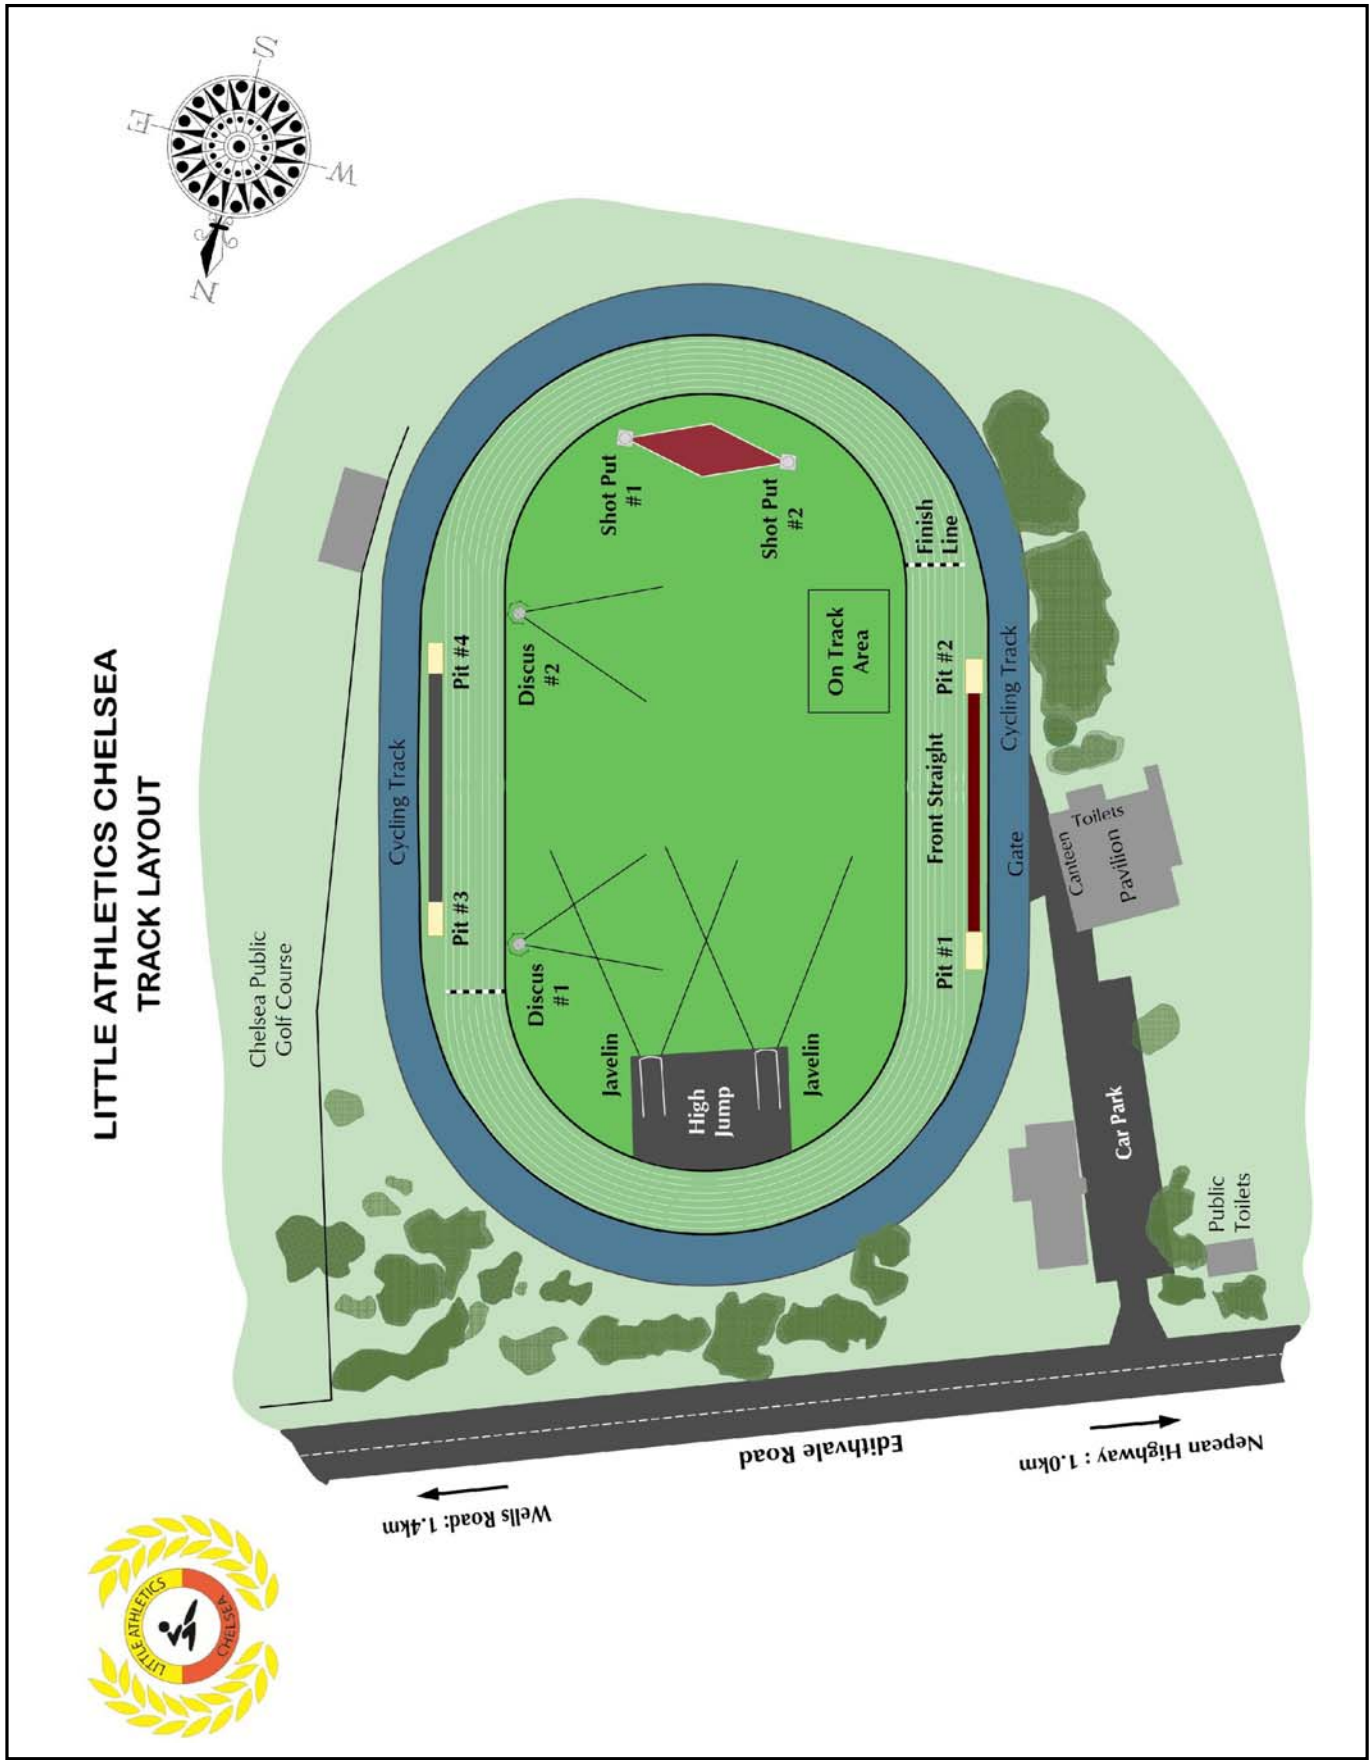 LITTLE ATHLETICS CHELSEA
TRACK LAYOUT
N
E
S
W
LITTLE ATHLETICS
CHELSEA
Chelsea Public
Golf Course
Cycling Track
Pit #3
Pit #4
Discus
#1
Discus
#2
Shot Put
#1
Shot Put
#2
Javelin
High
Jump
Javelin
On Track
Area
Finish
Line
Pit #1
Front Straight
Pit #2
Gate
Cycling Track
Canteen
Toilets
Pavilion
Car Park
Public
Toilets
Edithvale Road
Wells Road: 1.4km
Nepean Highway : 1.0km